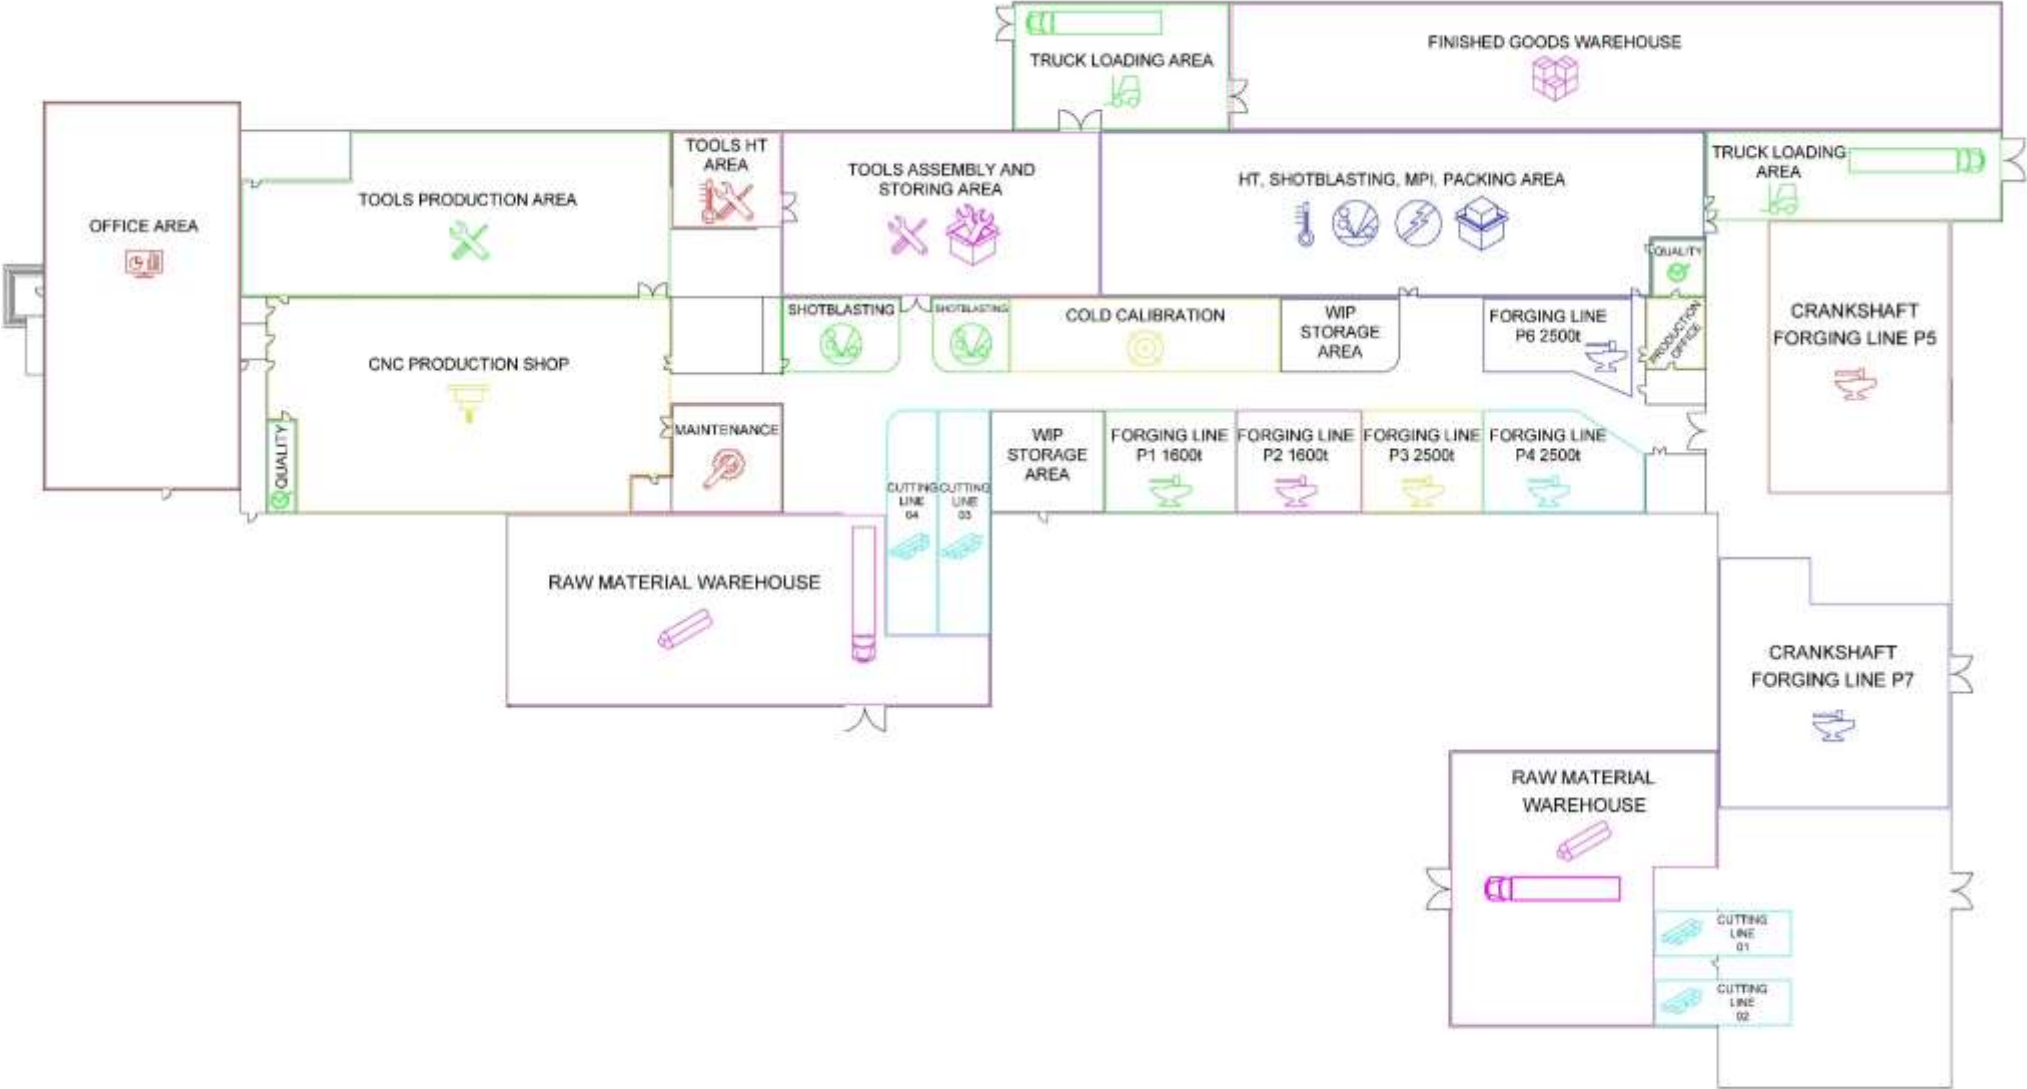 TRUCK LOADING AREA
FINISHED GOODS WAREHOUSE
OFFICE AREA
TOOLS PRODUCTION AREA
TOOLS HT
AREA
TOOLS ASSEMBLY AND
STORING AREA
HT, SHOTBLASTING, MPI, PACKING AREA
TRUCK LOADING
AREA
QUALITY
CNC PRODUCTION SHOP
SHOTBLASTING
SHOTBLASTING
COLD CALIBRATION
WIP
STORAGE
AREA
FORGING LINE
P6 2500t
PRODUCTION
OFFICE
CRANKSHAFT
FORGING LINE P5
QUALITY
MAINTENANCE
CUTTING
LINE
04
CUTTING
LINE
03
WIP
STORAGE
AREA
FORGING LINE
P1 1600t
FORGING LINE
P2 1600t
FORGING LINE
P3 2500t
FORGING LINE
P4 2500t
RAW MATERIAL WAREHOUSE
CRANKSHAFT
FORGING LINE P7
RAW MATERIAL
WAREHOUSE
CUTTING
LINE
01
CUTTING
LINE
02